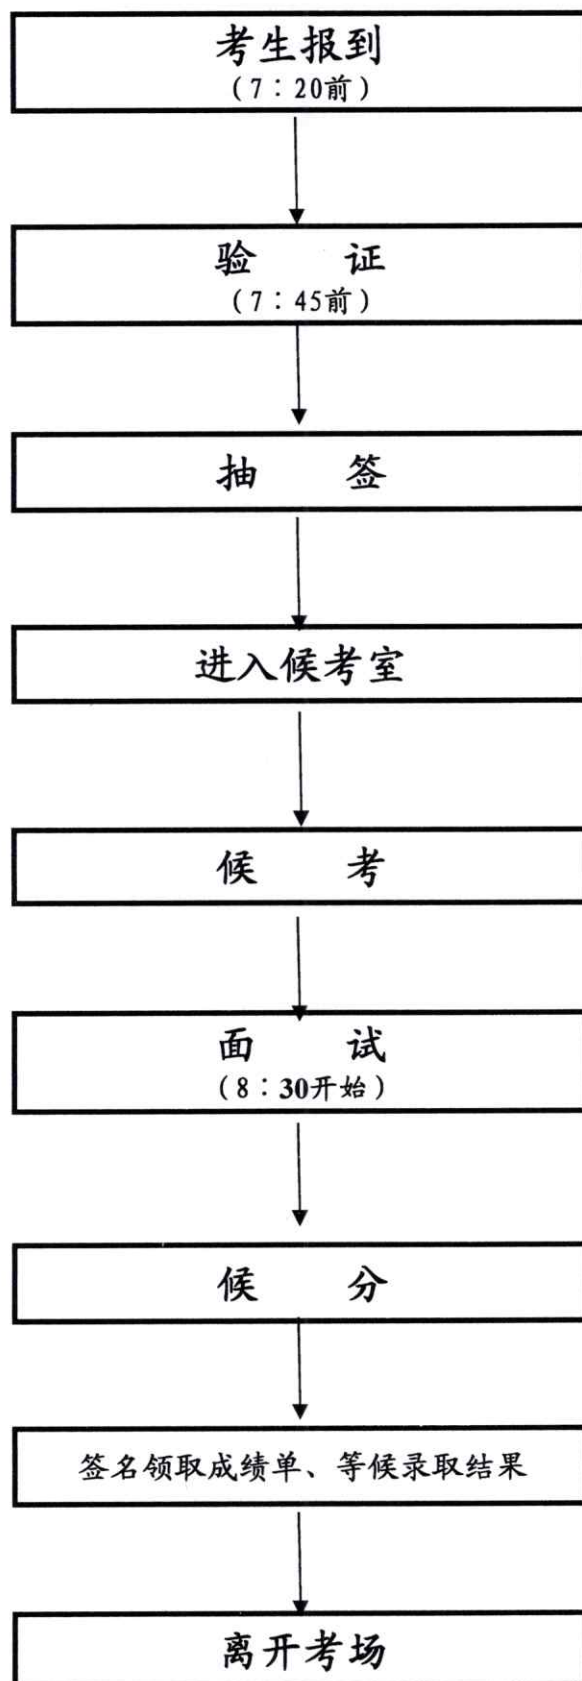 考生报到
（7：20前）
验 证
（7：45前）
抽 签
进入候考室
候 考
面 试
（8：30开始）
候 分
签名领取成绩单、等候录取结果
离开考场